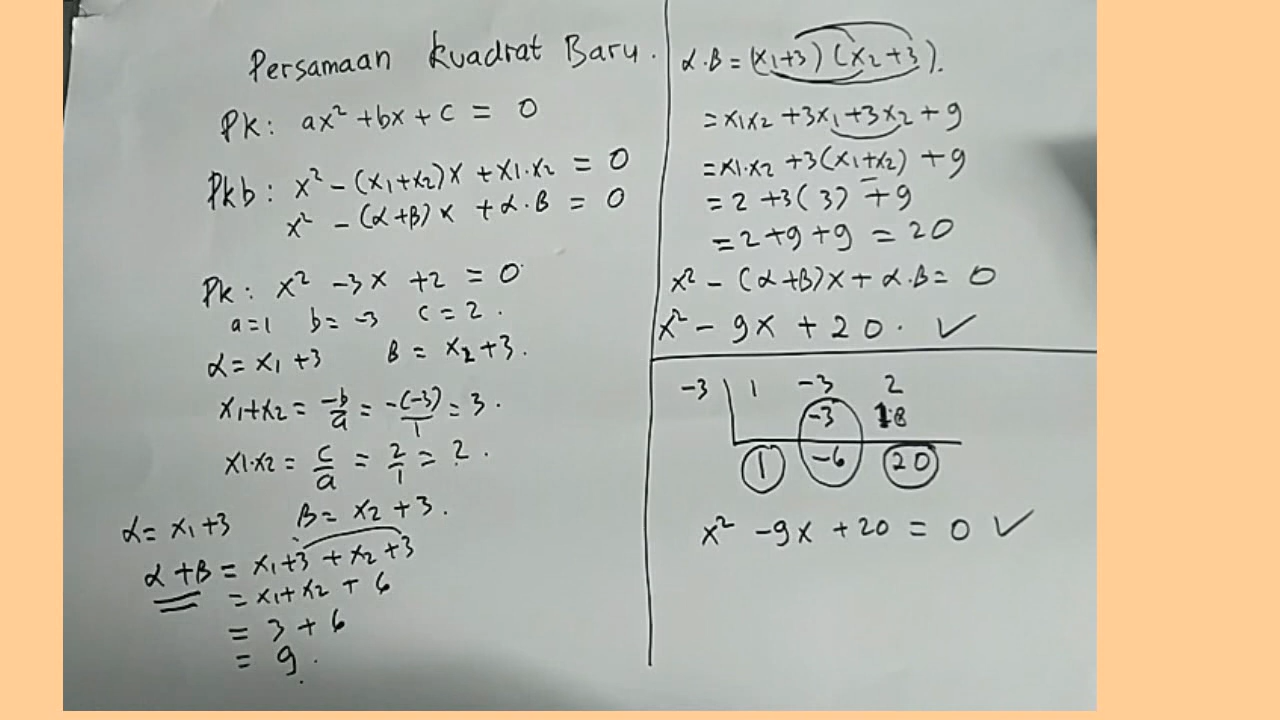 Persamaan Kuadrat Baru.
Pk: ax² + bx + c = 0
Pkb: x² - (x₁+x₂)x + x1.x₂ = 0
x² - (α+β)x + α.β = 0
Pk: x² - 3x + 2 = 0
a=1 b=-3 c=2.
α = x₁+3 β = x₂+3.
x₁+x₂ = -b/a = -(-3)/1 = 3.
x1.x2 = c/a = 2/1 = 2.
α = x₁+3 β = x₂+3.
α+β = x₁+3 + x₂+3
= x₁+x₂ + 6
= 3 + 6
= 9.
α.β = (x₁+3)(x₂+3).
= x1x2 + 3x₁ + 3x₂ + 9
= x1.x2 + 3(x₁+x₂) + 9
= 2 + 3(3) + 9
= 2 + 9 + 9 = 20
x² - (α+β)x + α.β = 0
x² - 9x + 20. ✓
-3 | 1 -3 2
-3 18
1 -6 20
x² - 9x + 20 = 0 ✓